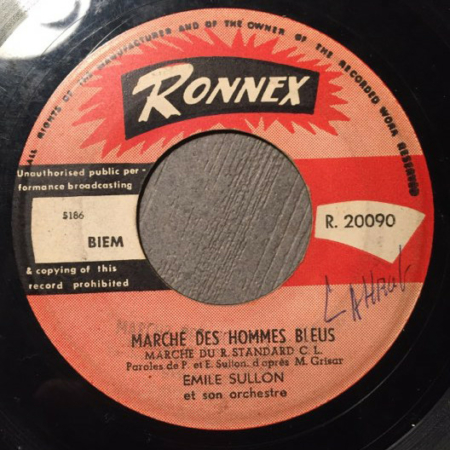 ALL RIGHTS OF THE MANUFACTURER AND OF THE OWNER OF THE RECORDED WORK RESERVED
RONNEX
Unauthorised public per-
formance broadcasting
5186
BIEM
R. 20090
& copying of this
record prohibited
MARCHE DES HOMMES BLEUS
MARCHE DU R. STANDARD C. L.
Paroles de P. et E. Sullon. d'après M. Grisar
EMILE SULLON
et son orchestre